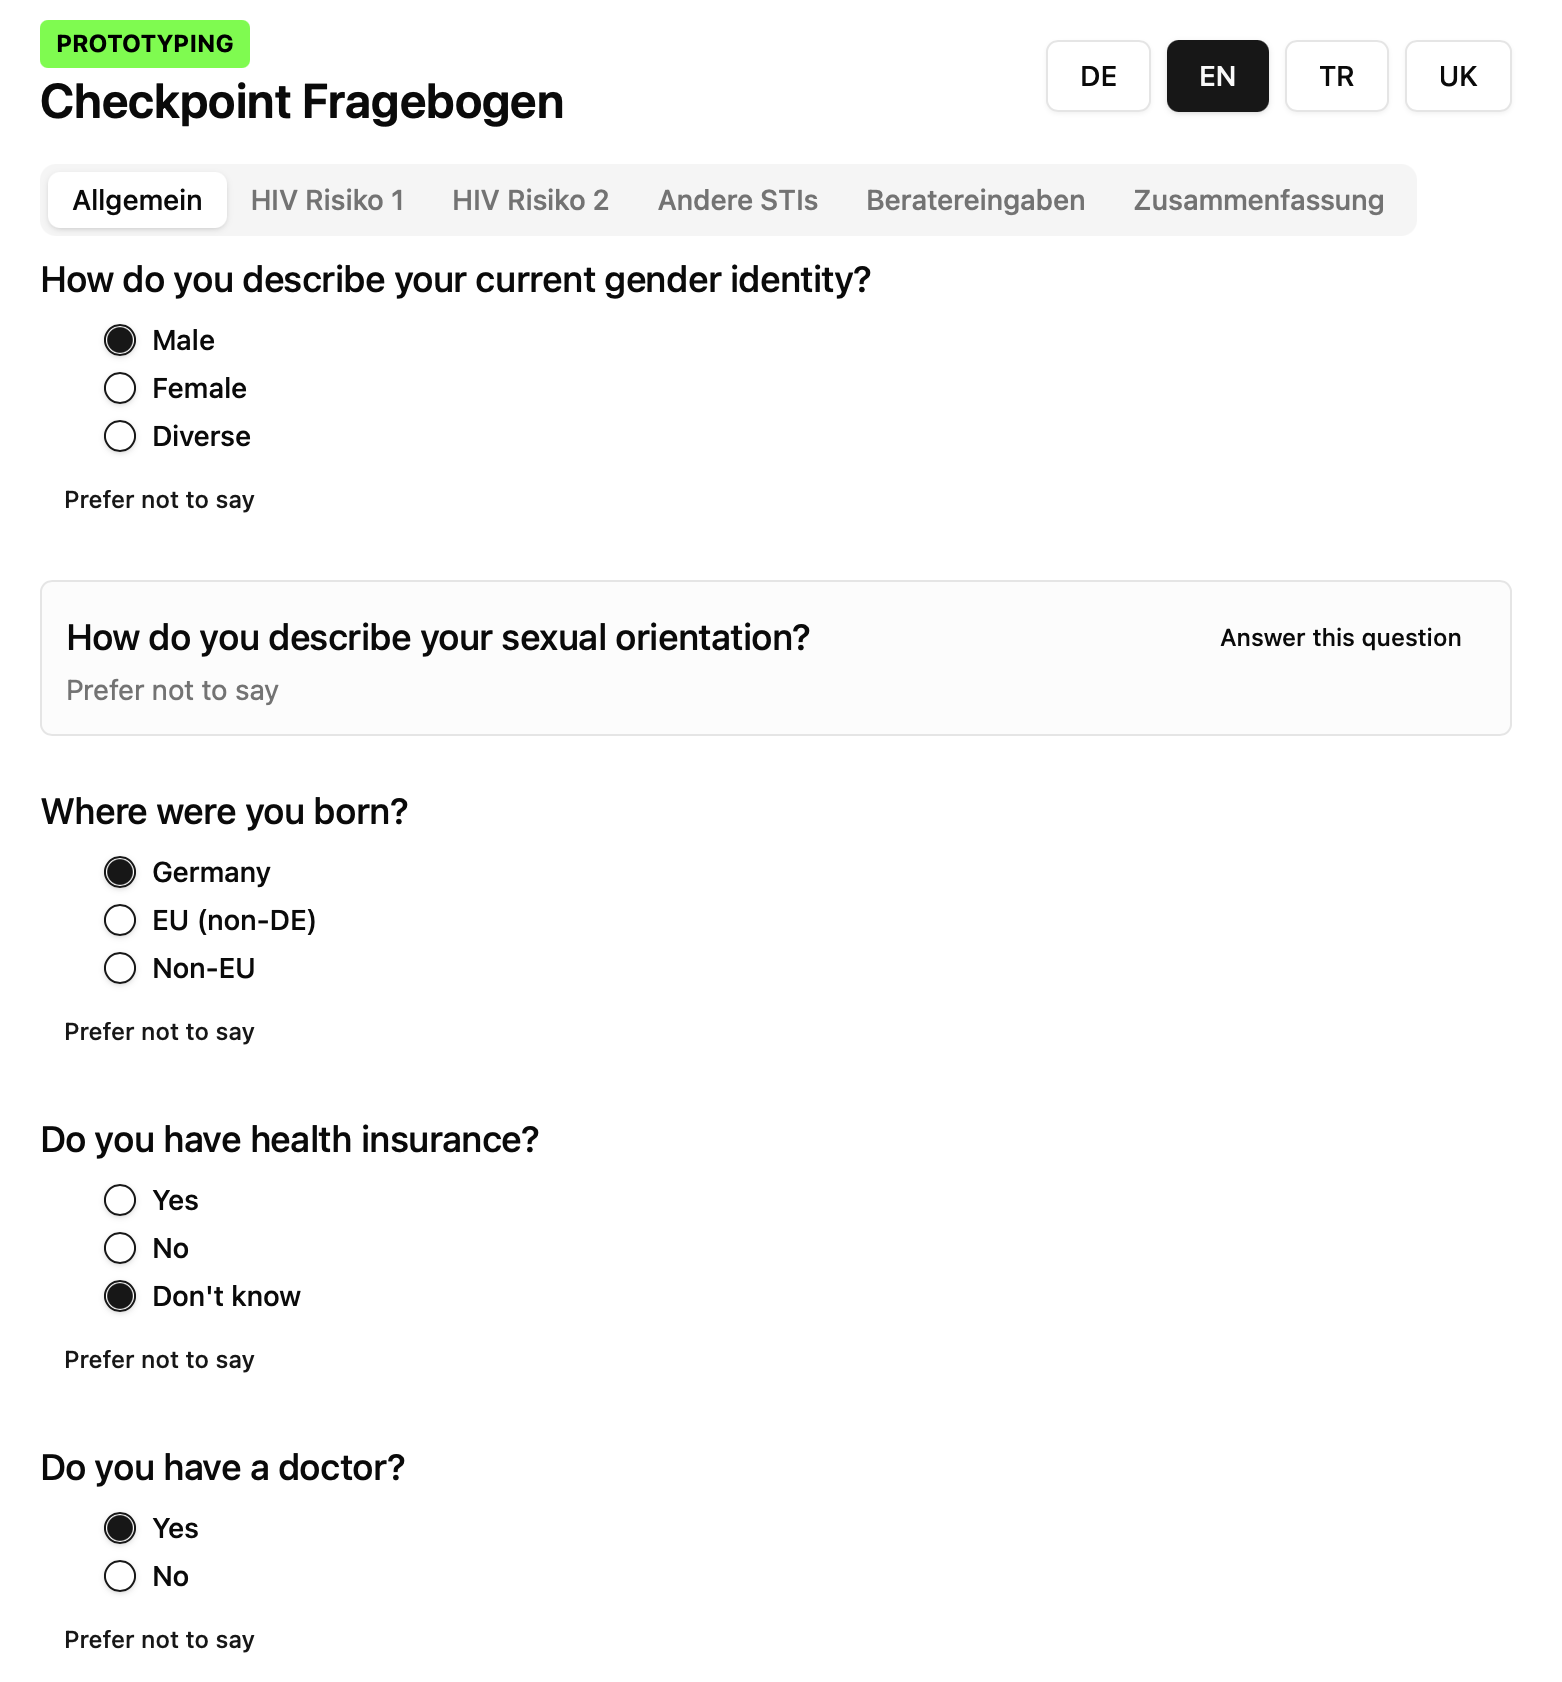 PROTOTYPING
Checkpoint Fragebogen
DE EN TR UK
Allgemein HIV Risiko 1 HIV Risiko 2 Andere STIs Beratereingaben Zusammenfassung
How do you describe your current gender identity?
Male
Female
Diverse
Prefer not to say
How do you describe your sexual orientation?
Answer this question
Prefer not to say
Where were you born?
Germany
EU (non-DE)
Non-EU
Prefer not to say
Do you have health insurance?
Yes
No
Don't know
Prefer not to say
Do you have a doctor?
Yes
No
Prefer not to say